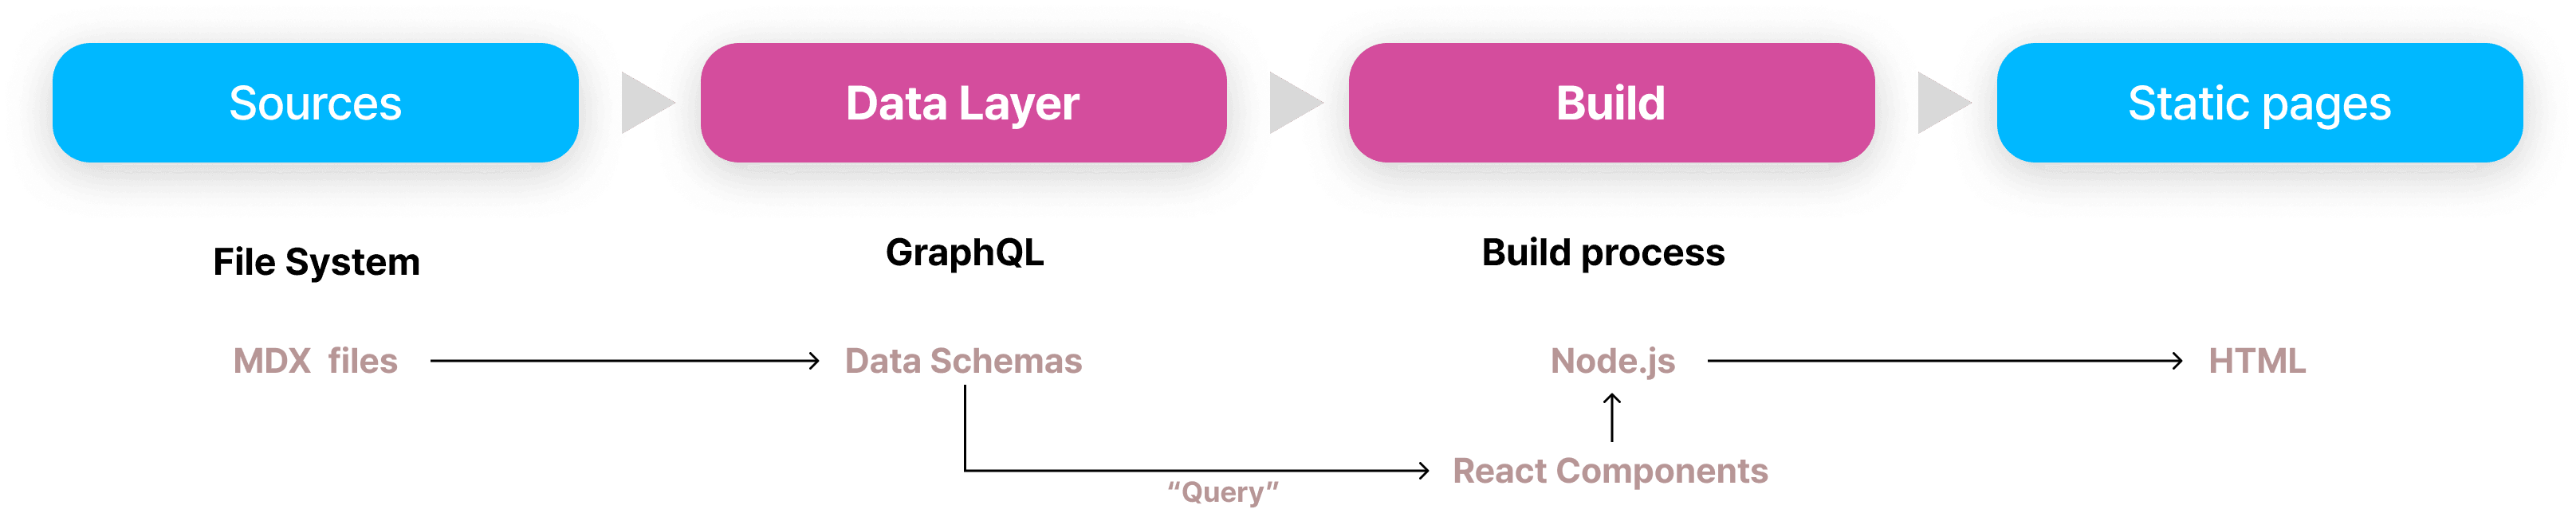 Sources
Data Layer
Build
Static pages
File System
GraphQL
Build process
MDX files
Data Schemas
Node.js
HTML
React Components
“Query”